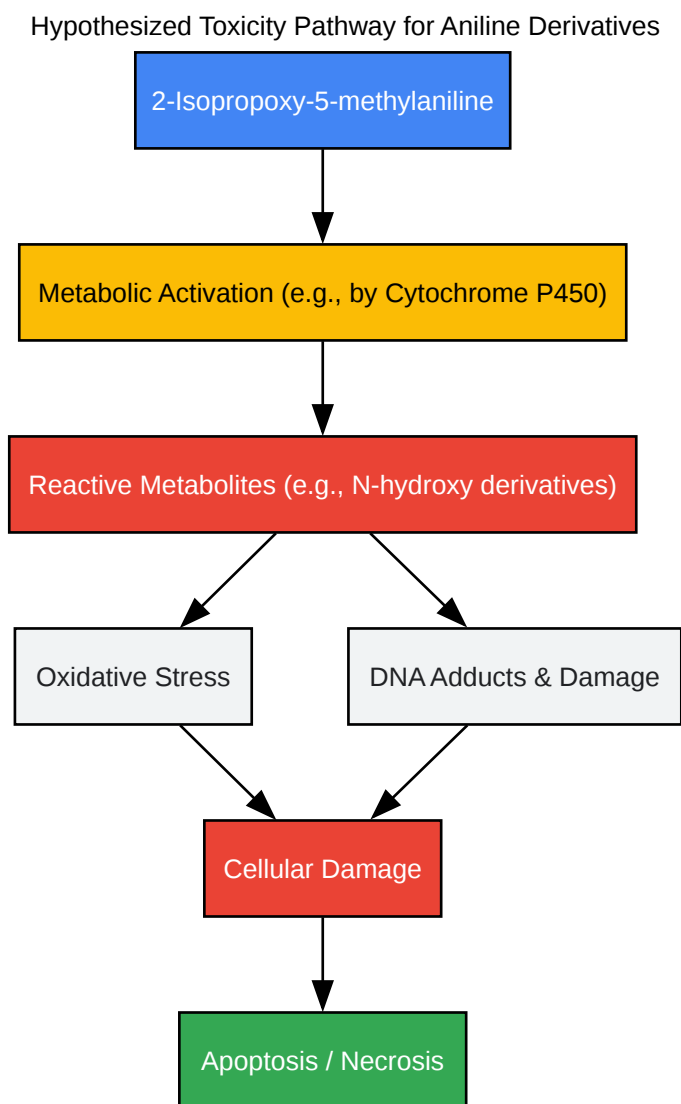 Hypothesized Toxicity Pathway for Aniline Derivatives
2-Isopropoxy-5-methylaniline
Metabolic Activation (e.g., by Cytochrome P450)
Reactive Metabolites (e.g., N-hydroxy derivatives)
Oxidative Stress
DNA Adducts & Damage
Cellular Damage
Apoptosis / Necrosis